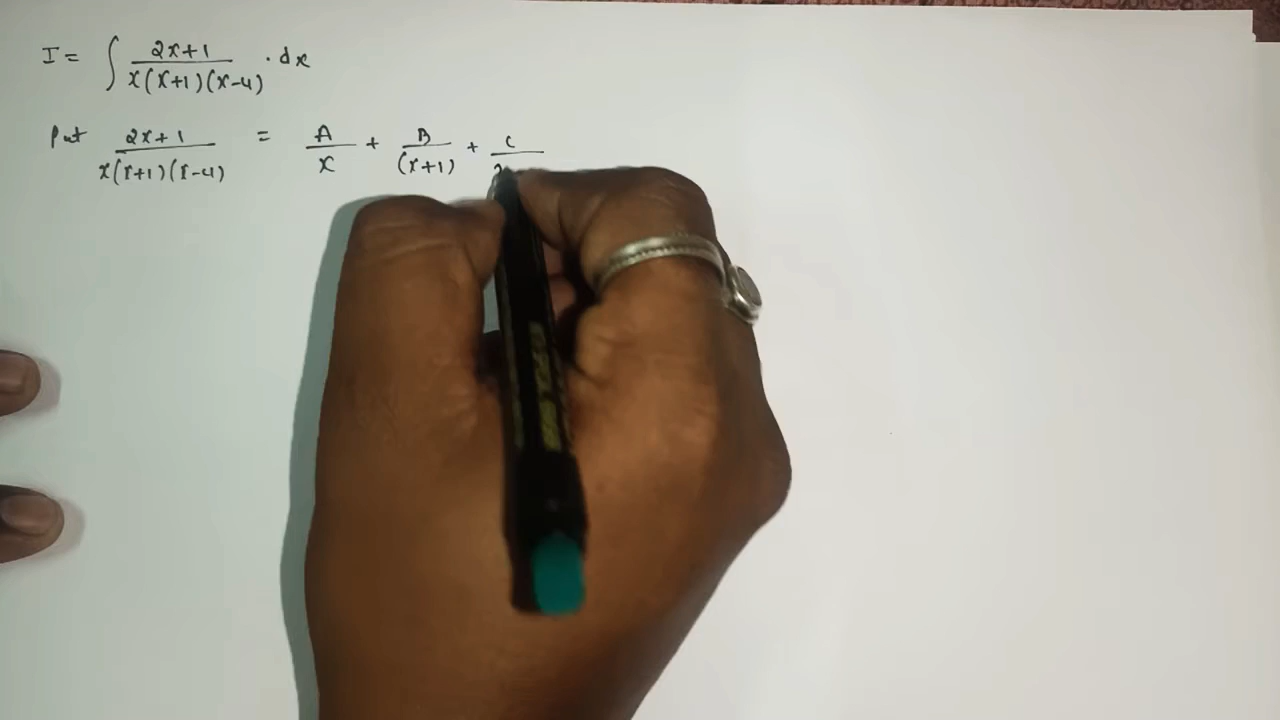 I = ∫ 2x+1 / x(x+1)(x-4) · dx
Put 2x+1 / x(x+1)(x-4) = A / x + B / (x+1) + C /